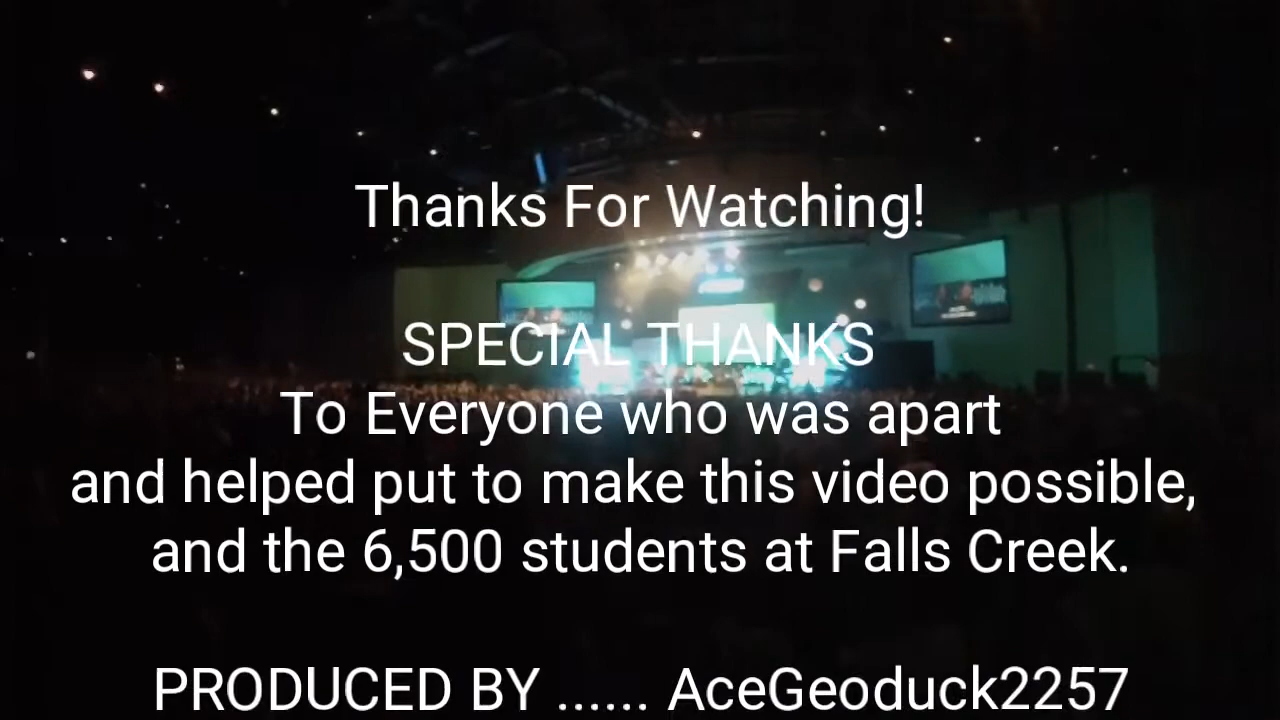 Thanks For Watching!
SPECIAL THANKS
To Everyone who was apart
and helped put to make this video possible,
and the 6,500 students at Falls Creek.
PRODUCED BY ...... AceGeoduck2257